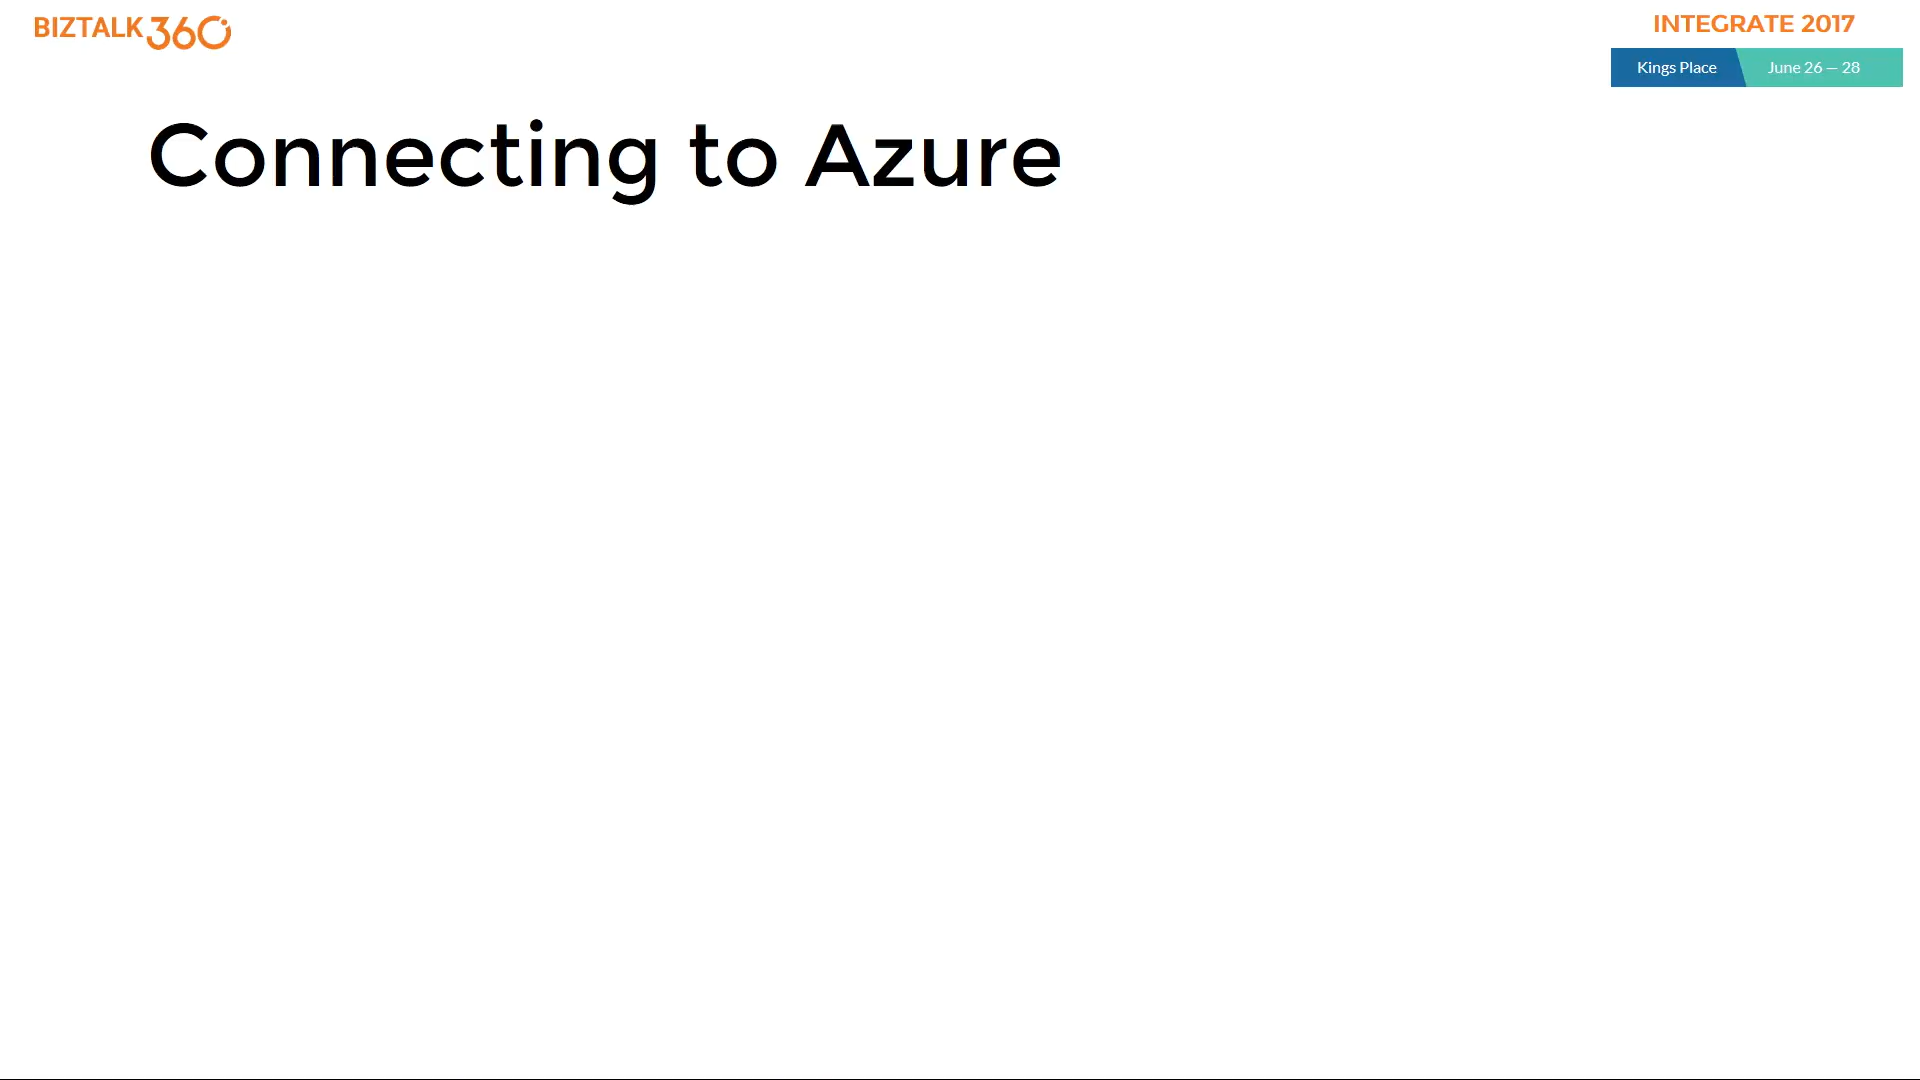 BIZTALK360
INTEGRATE 2017
Kings Place
June 26 — 28
Connecting to Azure